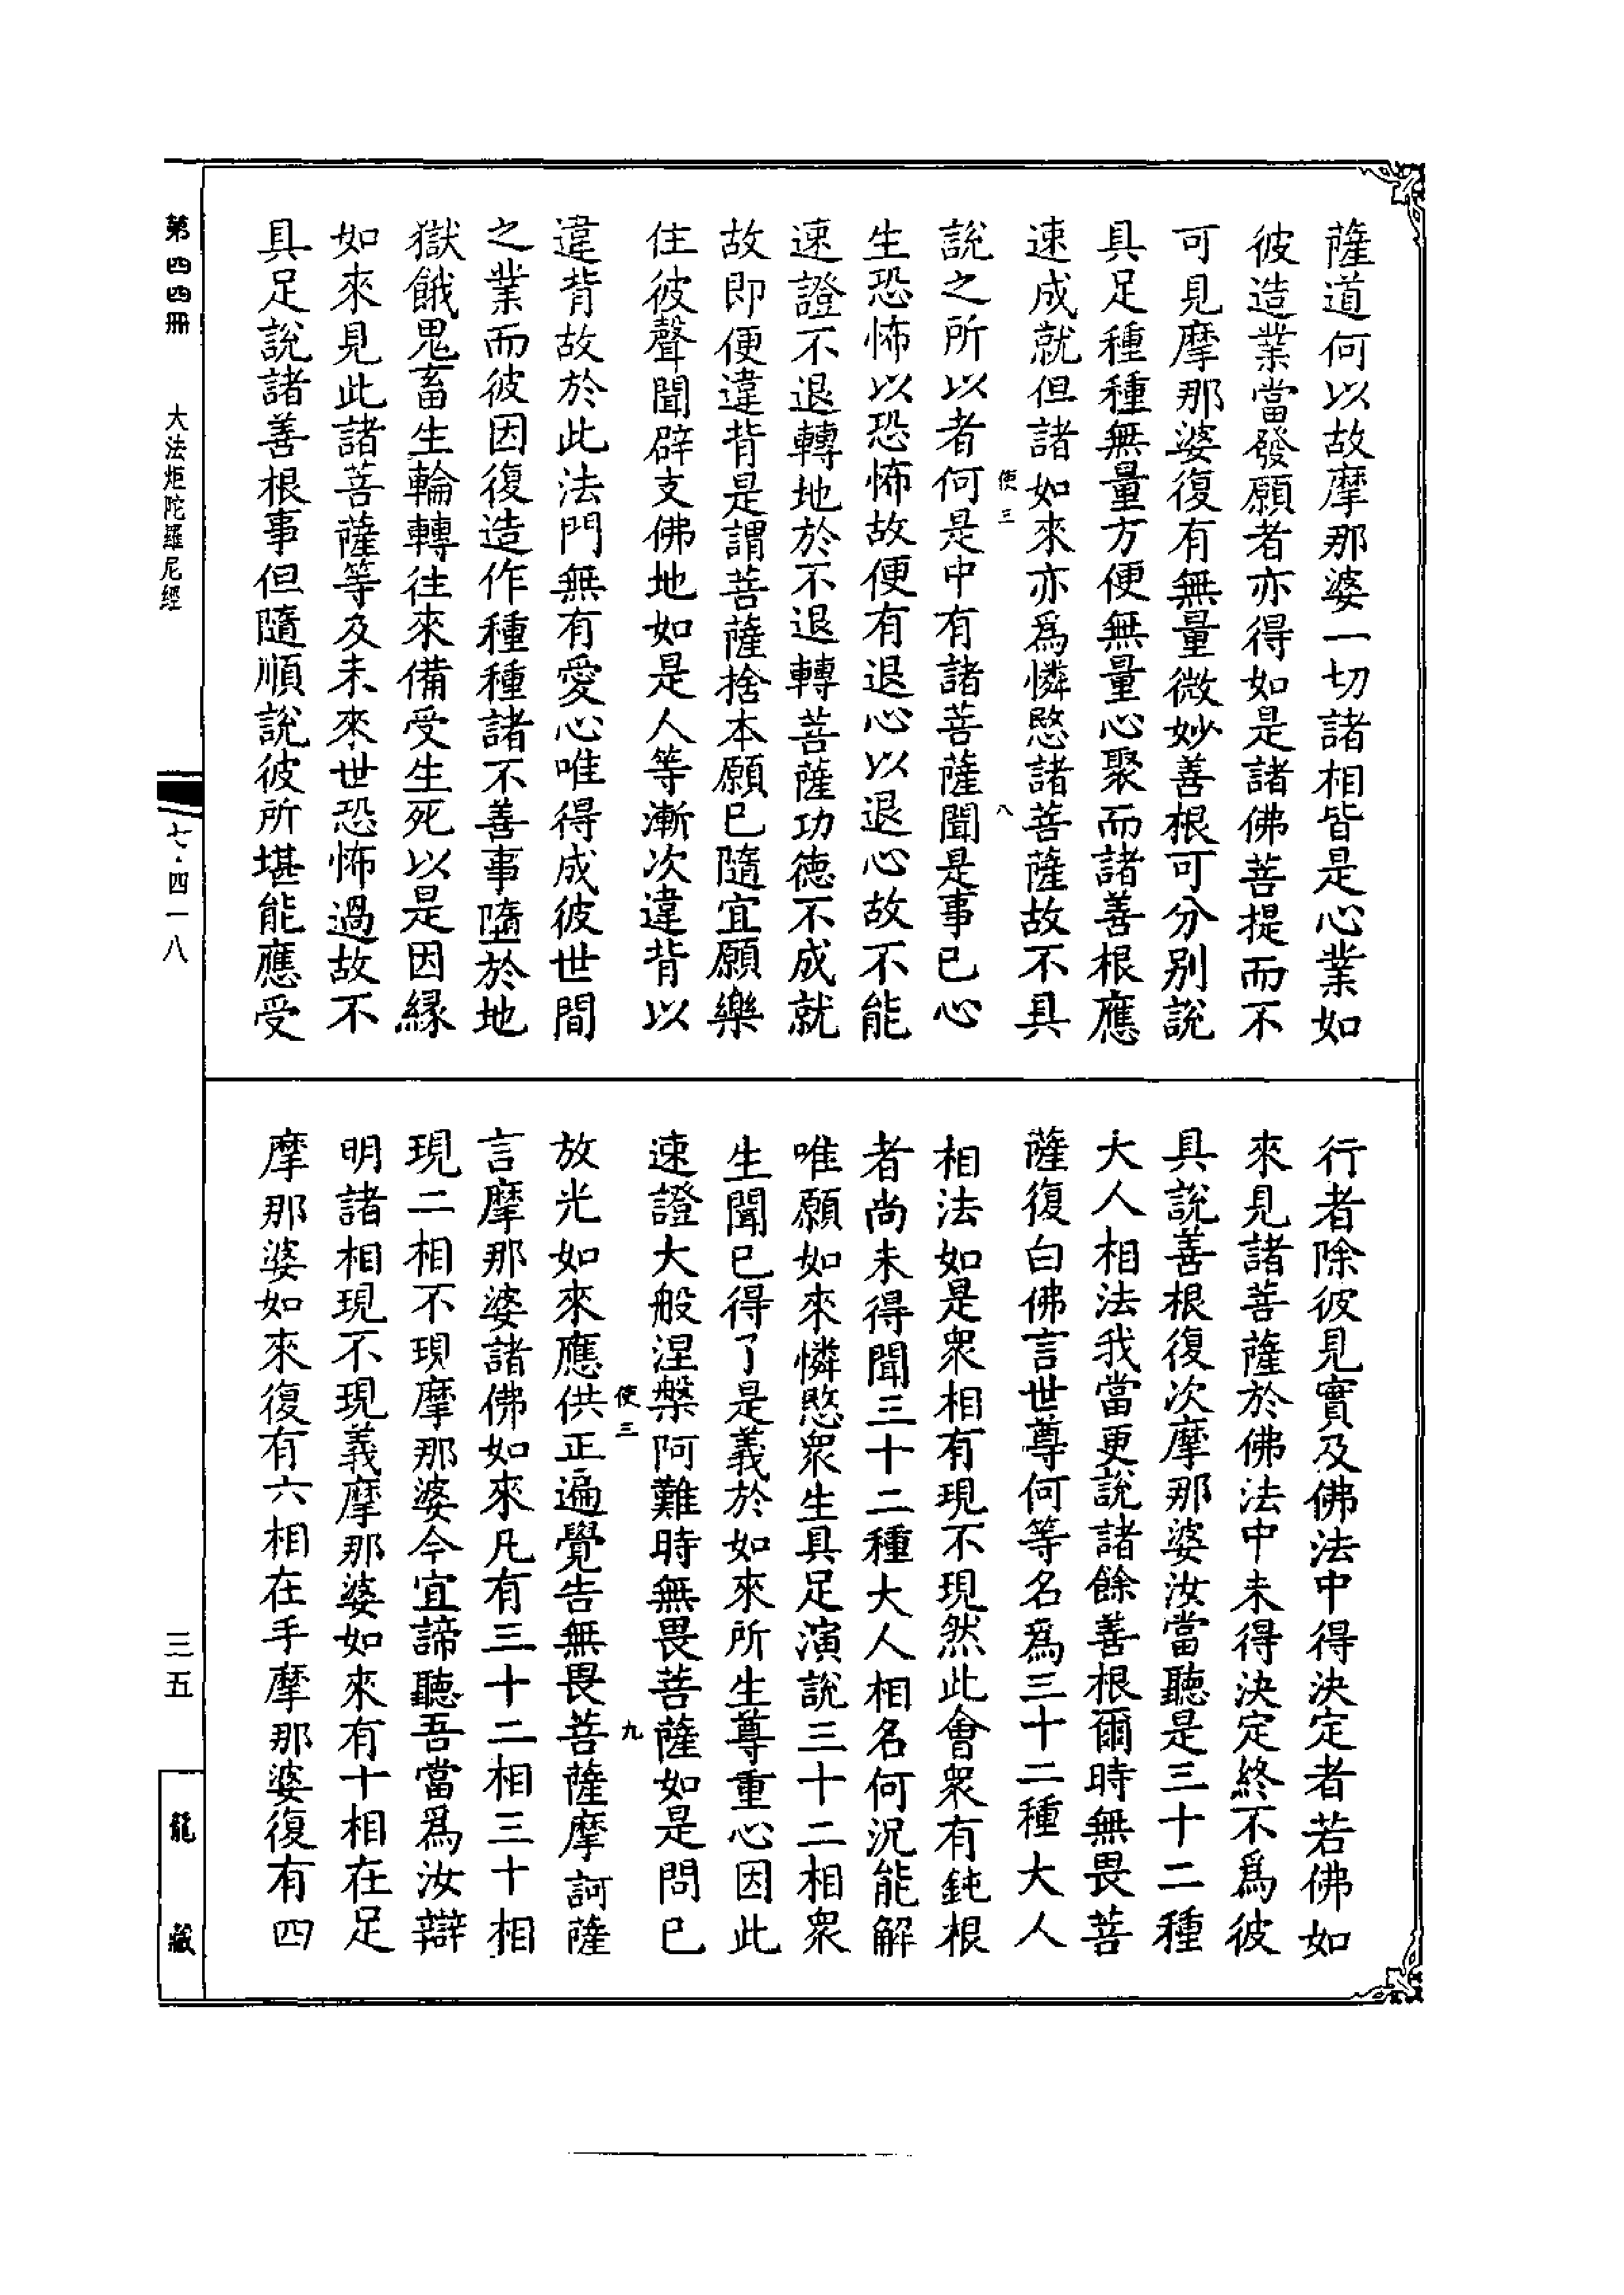 薩道何以故摩那婆一切諸相皆是心業如
彼造業當發願者亦得如是諸佛菩提而不
可見摩那婆復有無量微妙善根可分別說
具足種種無量方便無量心聚而諸善根應
速成就但諸如來亦為憐愍諸菩薩故不具
使三 八
說之所以者何是中有諸菩薩聞是事已心
生恐怖以恐怖故便有退心以退心故不能
速證不退轉地於不退轉菩薩功德不成就
故即便違背是謂菩薩捨本願已隨宜願樂
住彼聲聞辟支佛地如是人等漸次違背以
違背故於此法門無有愛心唯得成彼世間
之業而彼因復造作種種諸不善事墮於地
獄餓鬼畜生輪轉往來備受生死以是因緣
如來見此諸菩薩等及未來世恐怖過故不
具足說諸善根事但隨順說彼所堪能應受
行者除彼見實及佛法中得決定者若佛如
來見諸菩薩於佛法中未得決定終不為彼
具說善根復次摩那婆汝當聽是三十二種
大人相法我當更說諸餘善根爾時無畏菩
薩復白佛言世尊何等名為三十二種大人
相法如是衆相有現不現然此會衆有鈍根
者尚未得聞三十二種大人相名何況能解
唯願如來憐愍衆生具足演說三十二相衆
生聞已得了是義於如來所生尊重心因此
速證大般涅槃阿難時無畏菩薩如是問已
使三 九
放光如來應供正遍覺告無畏菩薩摩訶薩
言摩那婆諸佛如來凡有三十二相三十相
現二相不現摩那婆今宜諦聽吾當為汝辯
明諸相現不現義摩那婆如來有十相在足
摩那婆如來復有六相在手摩那婆復有四
第四四冊 大法炬陀羅尼經 七·四一八 三五 龍藏